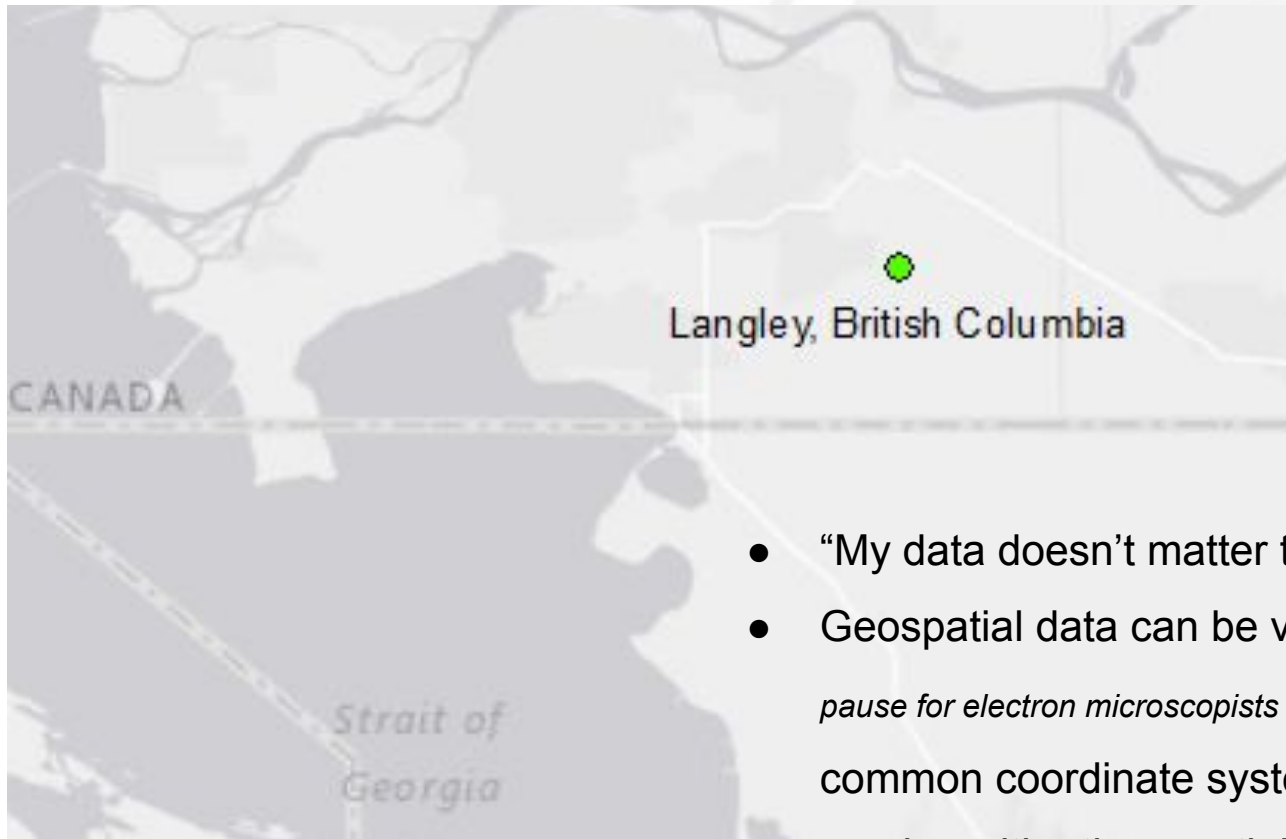 Langley, British Columbia
CANADA
● “My data doesn’t matter
● Geospatial data can be
pause for electron microscopists
common coordinate
Strait of
Georgia